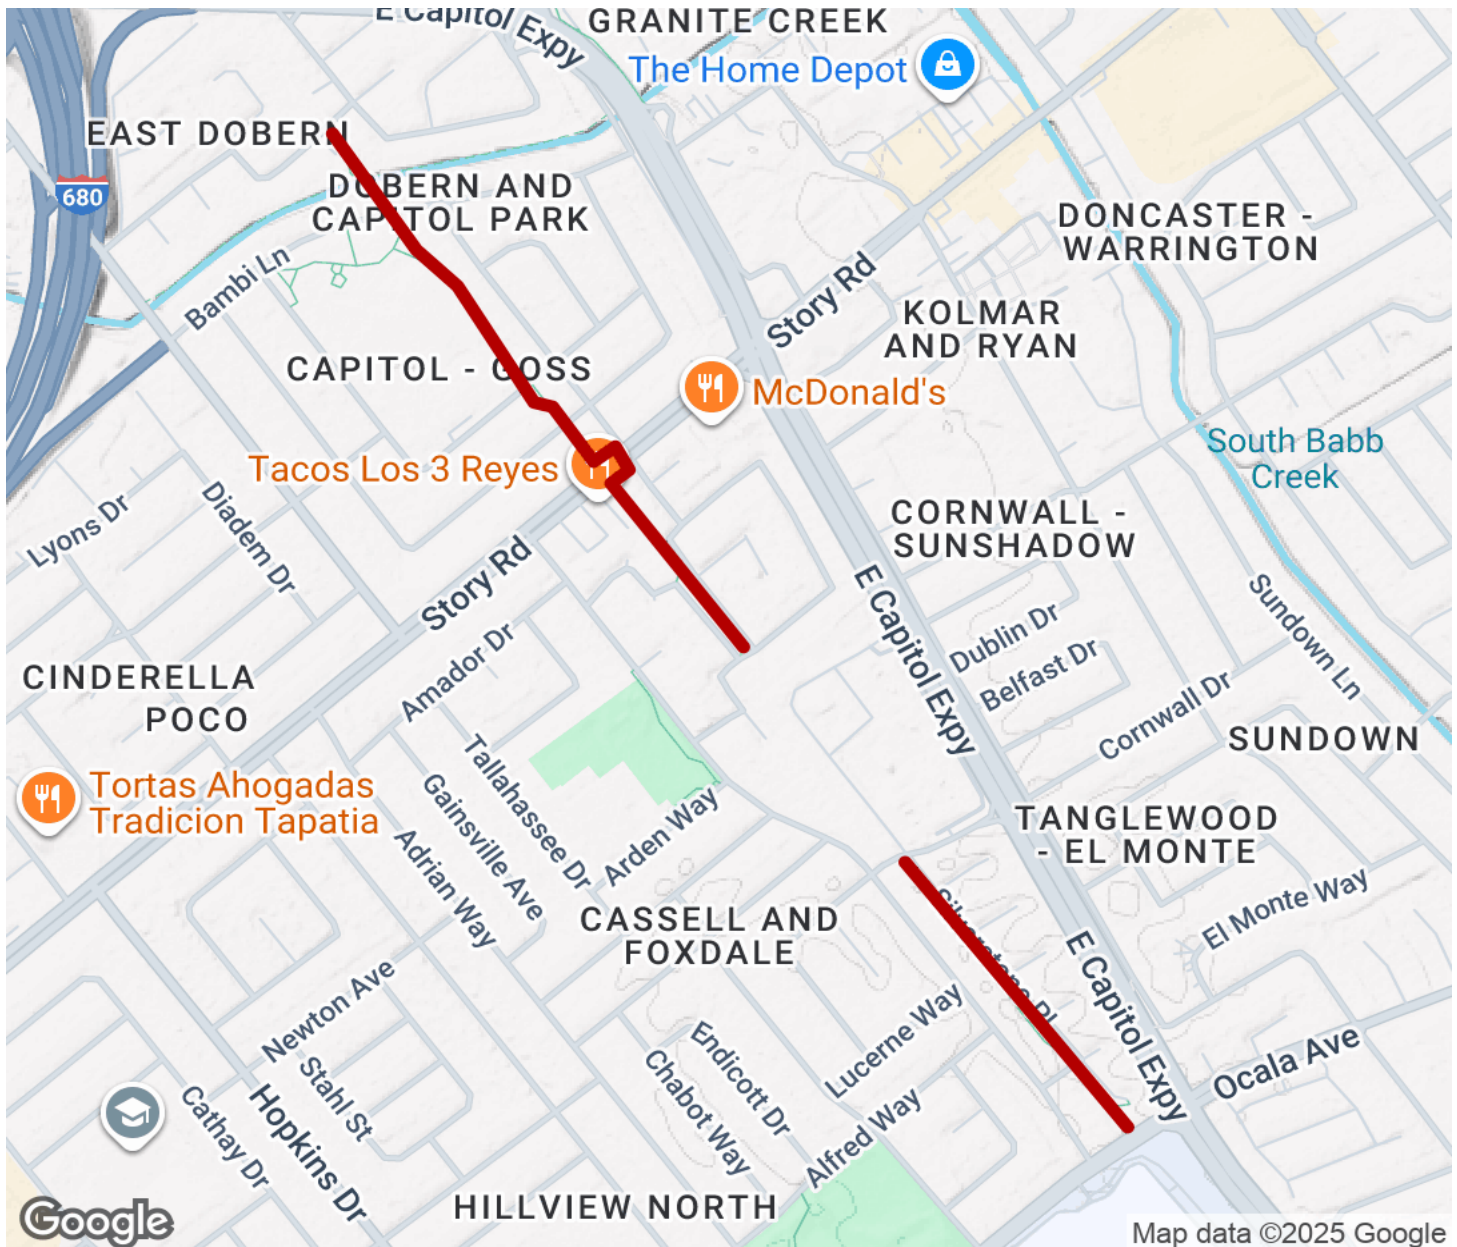 E Capitol Expy
GRANITE CREEK
The Home Depot
EAST DOBERN
680
DOBERN AND
CAPITOL PARK
DONCASTER -
WARRINGTON
Bambi Ln
Story Rd
KOLMAR
AND RYAN
CAPITOL - GOSS
McDonald's
South Babb
Creek
Tacos Los 3 Reyes
Lyons Dr
Diadem Dr
CORNWALL -
SUNSHADOW
Story Rd
E Capitol Expy
Sundown Ln
Dublin Dr
Belfast Dr
Amador Dr
CINDERELLA
POCO
Cornwall Dr
SUNDOWN
Tallahassee Dr
Gainsville Ave
Tortas Ahogadas
Tradicion Tapatia
Arden Way
TANGLEWOOD
- EL MONTE
Adrian Way
El Monte Way
CASSELL AND
FOXDALE
Silverstone Pl
E Capitol Expy
Newton Ave
Lucerne Way
Endicott Dr
Ocala Ave
Stahl St
Chabot Way
Cathay Dr
Hopkins Dr
Alfred Way
HILLVIEW NORTH
Google
Map data ©2025 Google